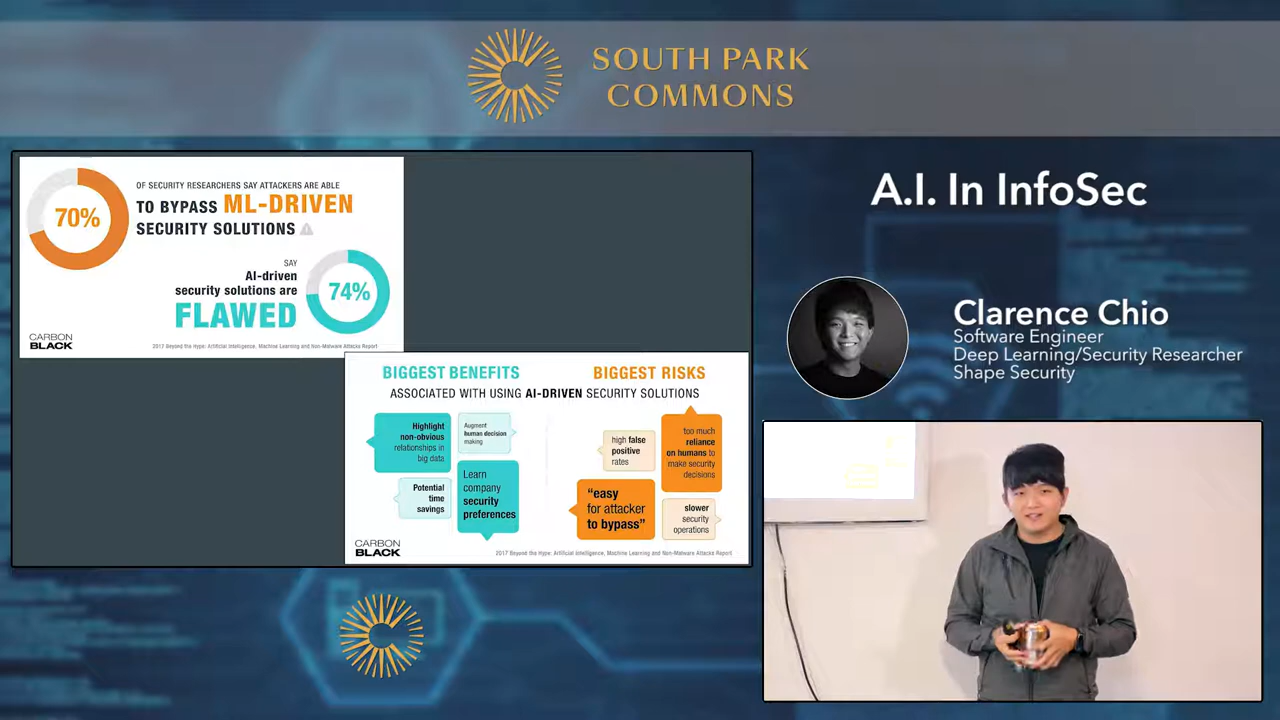 SOUTH PARK
COMMONS
70%
OF SECURITY RESEARCHERS SAY ATTACKERS ARE ABLE
TO BYPASS ML-DRIVEN
SECURITY SOLUTIONS
SAY
AI-driven
security solutions are
FLAWED
74%
CARBON
BLACK
2017 Beyond the Hype: Artificial Intelligence, Machine Learning and Non-Malware Attacks Report
BIGGEST BENEFITS
BIGGEST RISKS
ASSOCIATED WITH USING AI-DRIVEN SECURITY SOLUTIONS
Highlight
non-obvious
relationships in
big data
Augment
human decision
making
Potential
time
savings
Learn
company
security
preferences
high false
positive
rates
too much
reliance
on humans to
make security
decisions
“easy
for attacker
to bypass”
slower
security
operations
CARBON
BLACK
2017 Beyond the Hype: Artificial Intelligence, Machine Learning and Non-Malware Attacks Report
A.I. In InfoSec
Clarence Chio
Software Engineer
Deep Learning/Security Researcher
Shape Security